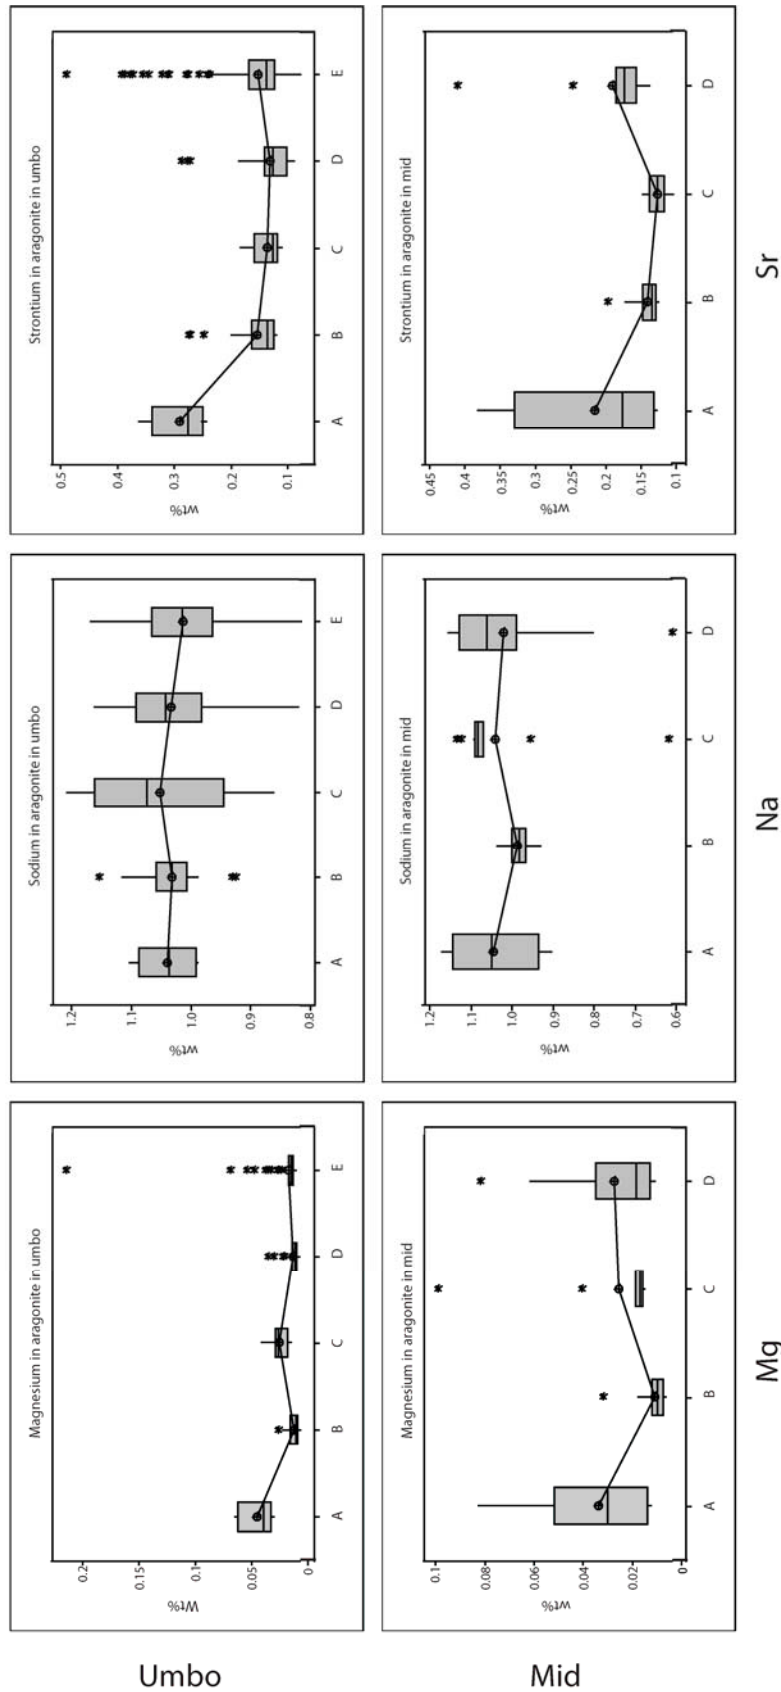 Umbo
Magnesium in aragonite in umbo
Wt%
0.2
0.15
0.1
0.05
0
A B C D E
Sodium in aragonite in umbo
wt%
1.2
1.1
1.0
0.9
0.8
A B C D E
Strontium in aragonite in umbo
wt%
0.5
0.4
0.3
0.2
0.1
A B C D E
Mid
Magnesium in aragonite in mid
wt%
0.1
0.08
0.06
0.04
0.02
0
A B C D
Sodium in aragonite in mid
wt%
1.2
1.1
1.0
0.9
0.8
0.7
0.6
A B C D
Strontium in aragonite in mid
wt%
0.45
0.4
0.35
0.3
0.25
0.2
0.15
0.1
A B C D
Mg Na Sr